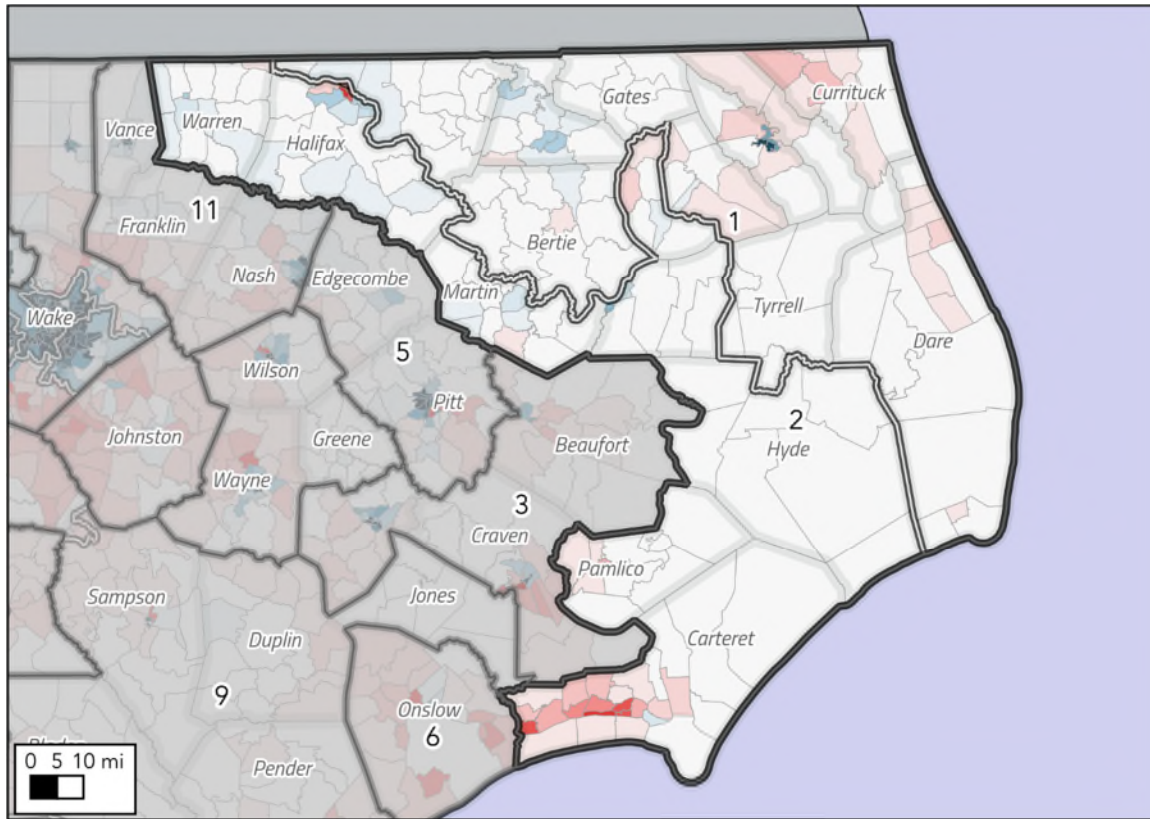 Gates
Currituck
Vance
Warren
Halifax
11
Franklin
1
Nash
Edgecombe
Bertie
Martin
Tyrrell
Wake
Dare
5
Wilson
Pitt
2
Johnston
Greene
Beaufort
Hyde
Wayne
3
Craven
Pamlico
Sampson
Jones
Duplin
Carteret
9
Onslow
6
Pender
0 5 10 mi